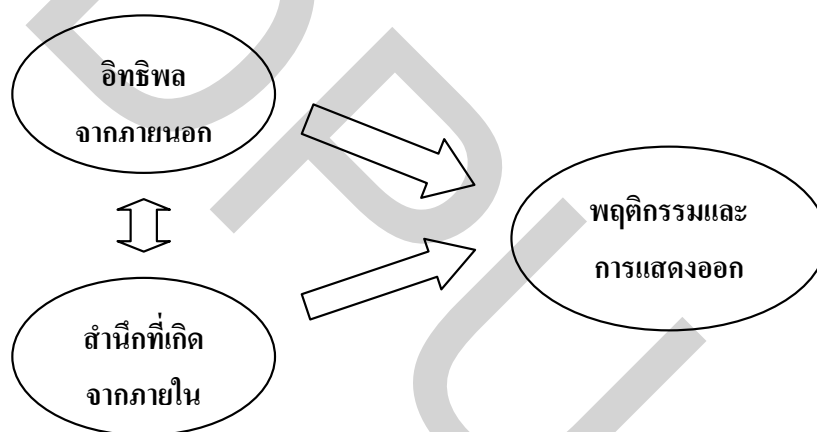 อิทธิพล
จากภายนอก
พฤติกรรมและ
การแสดงออก
สำนึกที่เกิด
จากภายใน
DPU